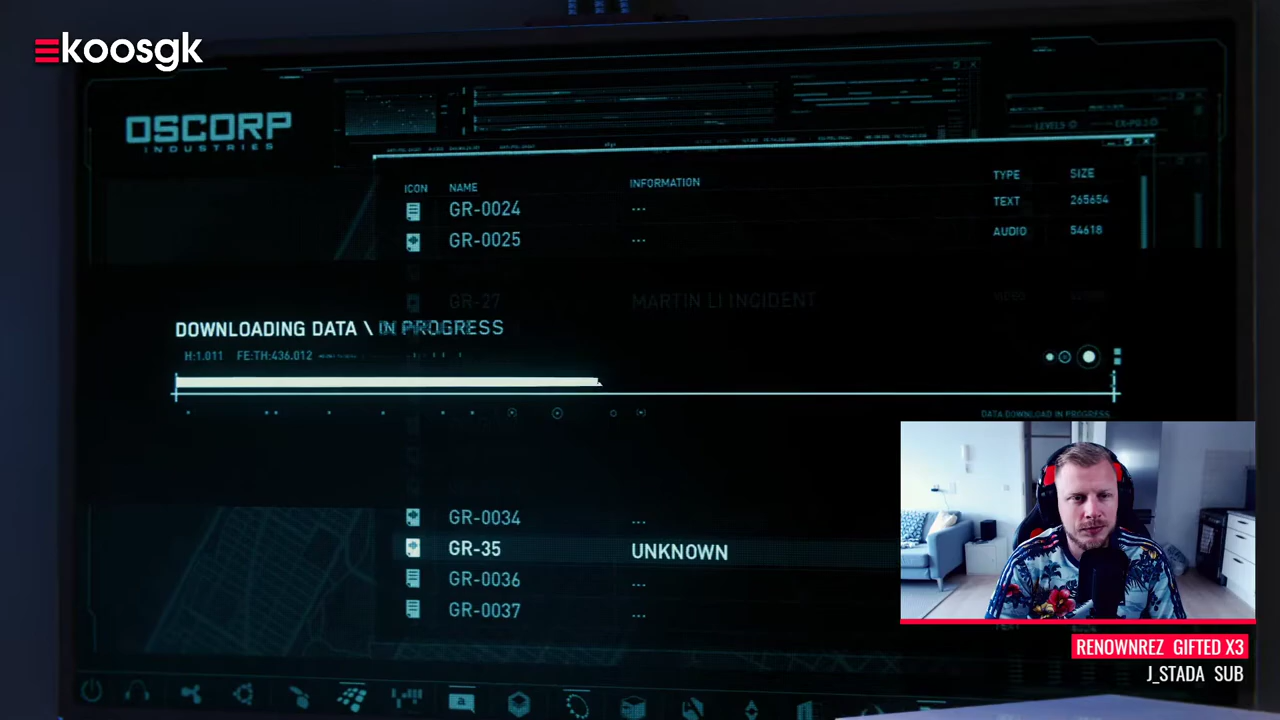 koosgk
OSCORP
INDUSTRIES
LEVELS
ICON NAME INFORMATION TYPE SIZE
GR-0024 --- TEXT 265654
GR-0025 --- AUDIO 54618
GR-27 MARTIN LI INCIDENT VIDEO
DOWNLOADING DATA \ IN PROGRESS
H:1.011 FE:TH:436.012
DATA DOWNLOAD IN PROGRESS
GR-0034 ---
GR-35 UNKNOWN
GR-0036 ---
GR-0037 ---
RENOWNREZ GIFTED X3
J_STADA SUB